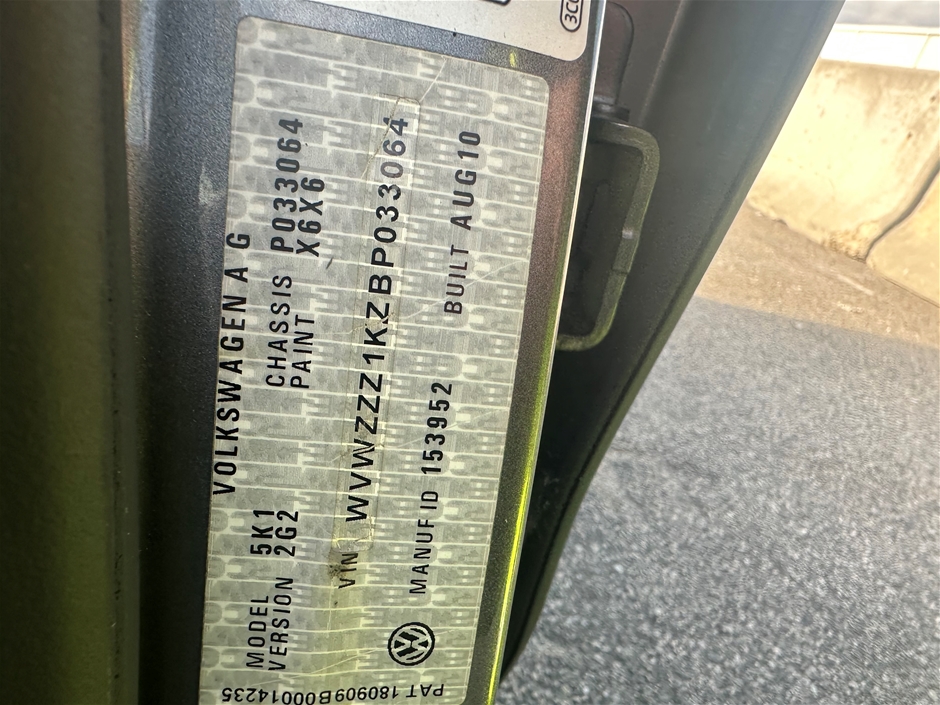 VOLKSWAGEN AG
MODEL 5K1 CHASSIS P033064
VERSION 2G2 PAINT X6X6
VIN WVWZZZ1KZBP033064
MANUF ID 153952 BUILT AUG10
PAT 180909B00014235